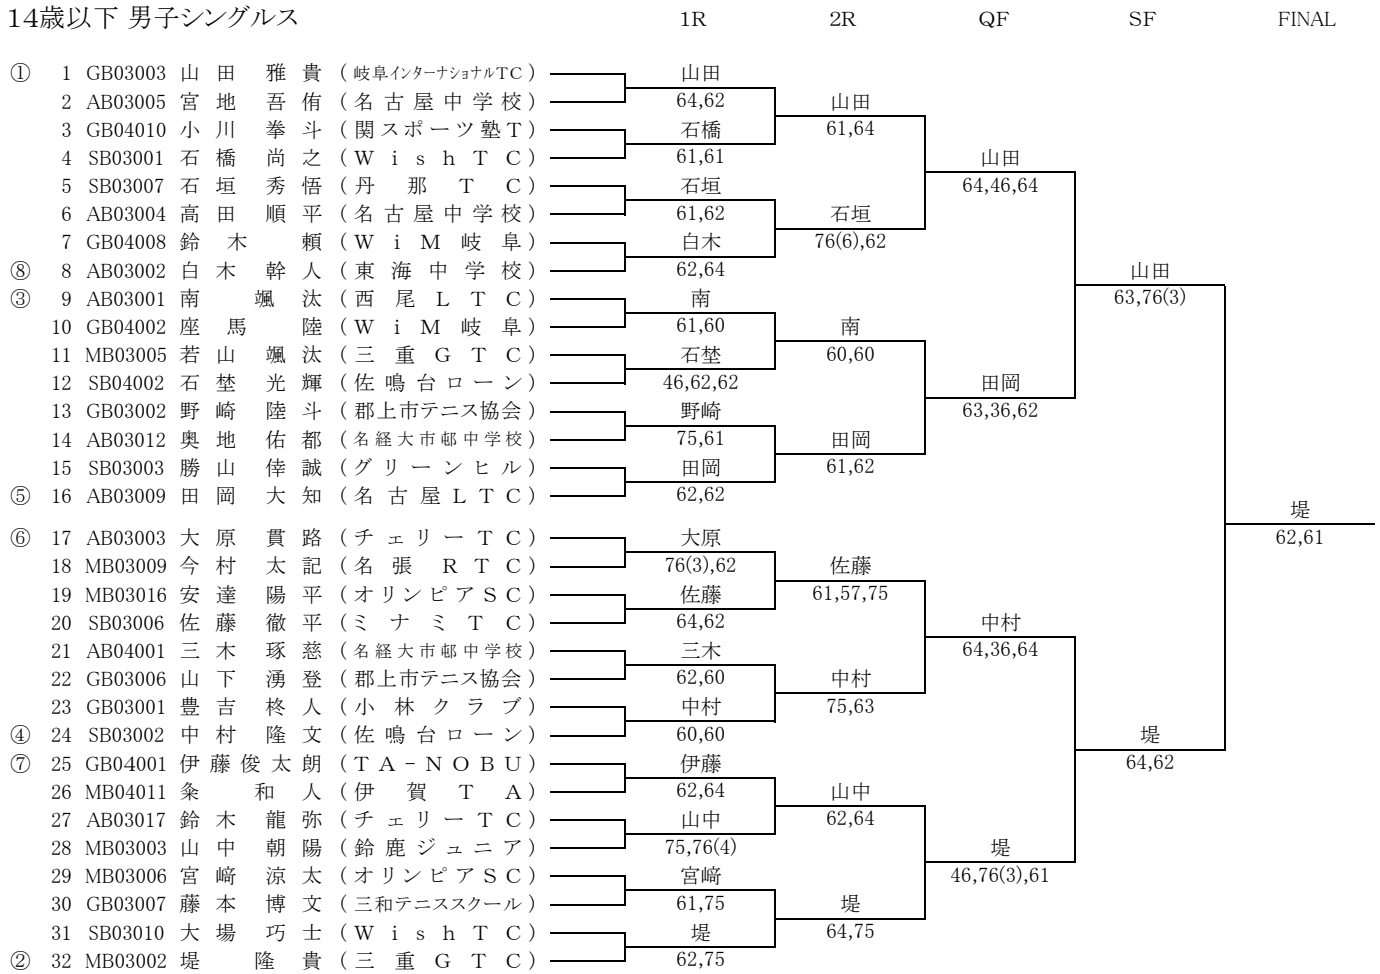 14歳以下 男子シングルス 1R 2R QF SF FINAL
① 1 GB03003 山田 雅貴 (岐阜インターナショナルTC) 山田
2 AB03005 宮地 吾侑 (名古屋中学校) 64,62 山田
3 GB04010 小川 拳斗 (関スポーツ塾T) 石橋 61,64
4 SB03001 石橋 尚之 (WishTC) 61,61 山田
5 SB03007 石垣 秀悟 (丹那TC) 石垣 64,46,64
6 AB03004 高田 順平 (名古屋中学校) 61,62 石垣
7 GB04008 鈴木 頼 (WiM岐阜) 白木 76(6),62
⑧ 8 AB03002 白木 幹人 (東海中学校) 62,64 山田
③ 9 AB03001 南 颯汰 (西尾LTC) 南 63,76(3)
10 GB04002 座馬 陸 (WiM岐阜) 61,60 南
11 MB03005 若山 颯汰 (三重GTC) 石埜 60,60
12 SB04002 石埜 光輝 (佐鳴台ローン) 46,62,62 田岡
13 GB03002 野崎 陸斗 (郡上市テニス協会) 野崎 63,36,62
14 AB03012 奥地 佑都 (名経大市邨中学校) 75,61 田岡
15 SB03003 勝山 倖誠 (グリーンヒル) 田岡 61,62
⑤ 16 AB03009 田岡 大知 (名古屋LTC) 62,62
堤
⑥ 17 AB03003 大原 貫路 (チェリーTC) 大原 62,61
18 MB03009 今村 太記 (名張RTC) 76(3),62 佐藤
19 MB03016 安達 陽平 (オリンピアSC) 佐藤 61,57,75
20 SB03006 佐藤 徹平 (ミナミTC) 64,62 中村
21 AB04001 三木 琢慈 (名経大市邨中学校) 三木 64,36,64
22 GB03006 山下 湧登 (郡上市テニス協会) 62,60 中村
23 GB03001 豊吉 柊人 (小林クラブ) 中村 75,63
④ 24 SB03002 中村 隆文 (佐鳴台ローン) 60,60 堤
⑦ 25 GB04001 伊藤俊太朗 (TA-NOBU) 伊藤 64,62
26 MB04011 粂 和人 (伊賀TA) 62,64 山中
27 AB03017 鈴木 龍弥 (チェリーTC) 山中 62,64
28 MB03003 山中 朝陽 (鈴鹿ジュニア) 75,76(4) 堤
29 MB03006 宮﨑 涼太 (オリンピアSC) 宮﨑 46,76(3),61
30 GB03007 藤本 博文 (三和テニススクール) 61,75 堤
31 SB03010 大場 巧士 (WishTC) 堤 64,75
② 32 MB03002 堤 隆貴 (三重GTC) 62,75